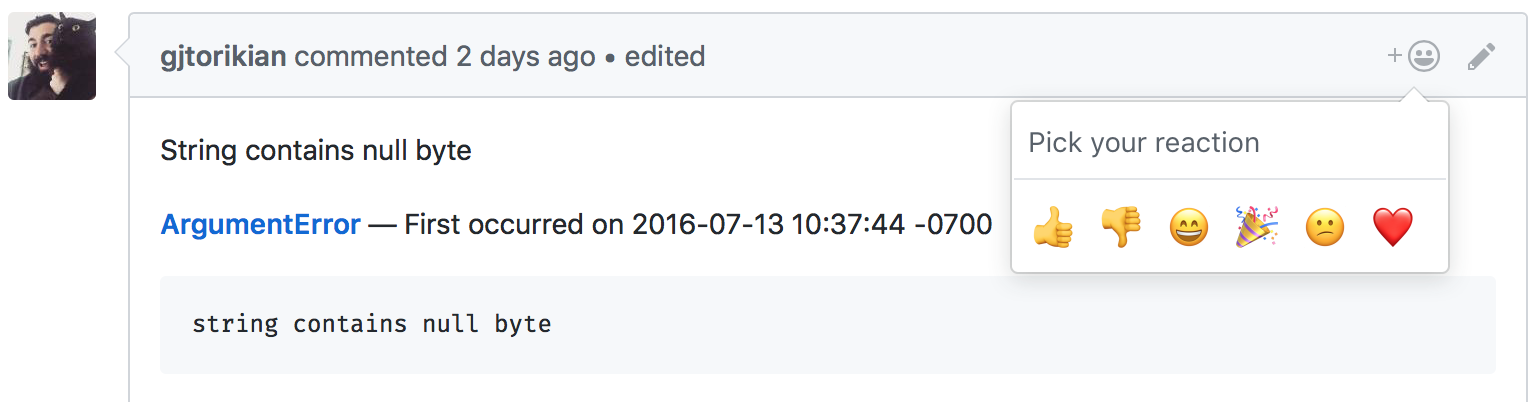 gjtorikian commented 2 days ago • edited
Pick your reaction
String contains null byte
ArgumentError — First occurred on 2016-07-13 10:37:44 -0700
string contains null byte